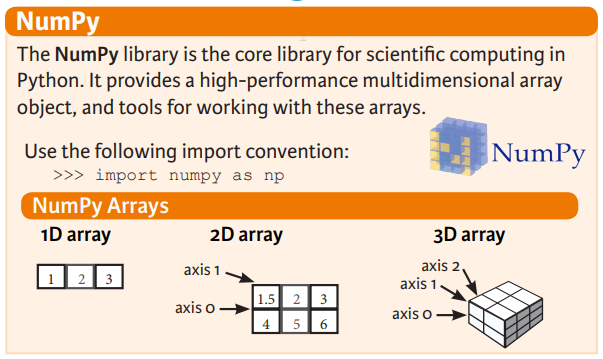 NumPy
The NumPy library is the core library for scientific computing in
Python. It provides a high-performance multidimensional array
object, and tools for working with these arrays.
Use the following import convention:
>>> import numpy as np
NumPy
NumPy Arrays
1D array
2D array
3D array
1 2 3
axis 1
axis 0
1.5 2 3
4 5 6
axis 2
axis 1
axis 0